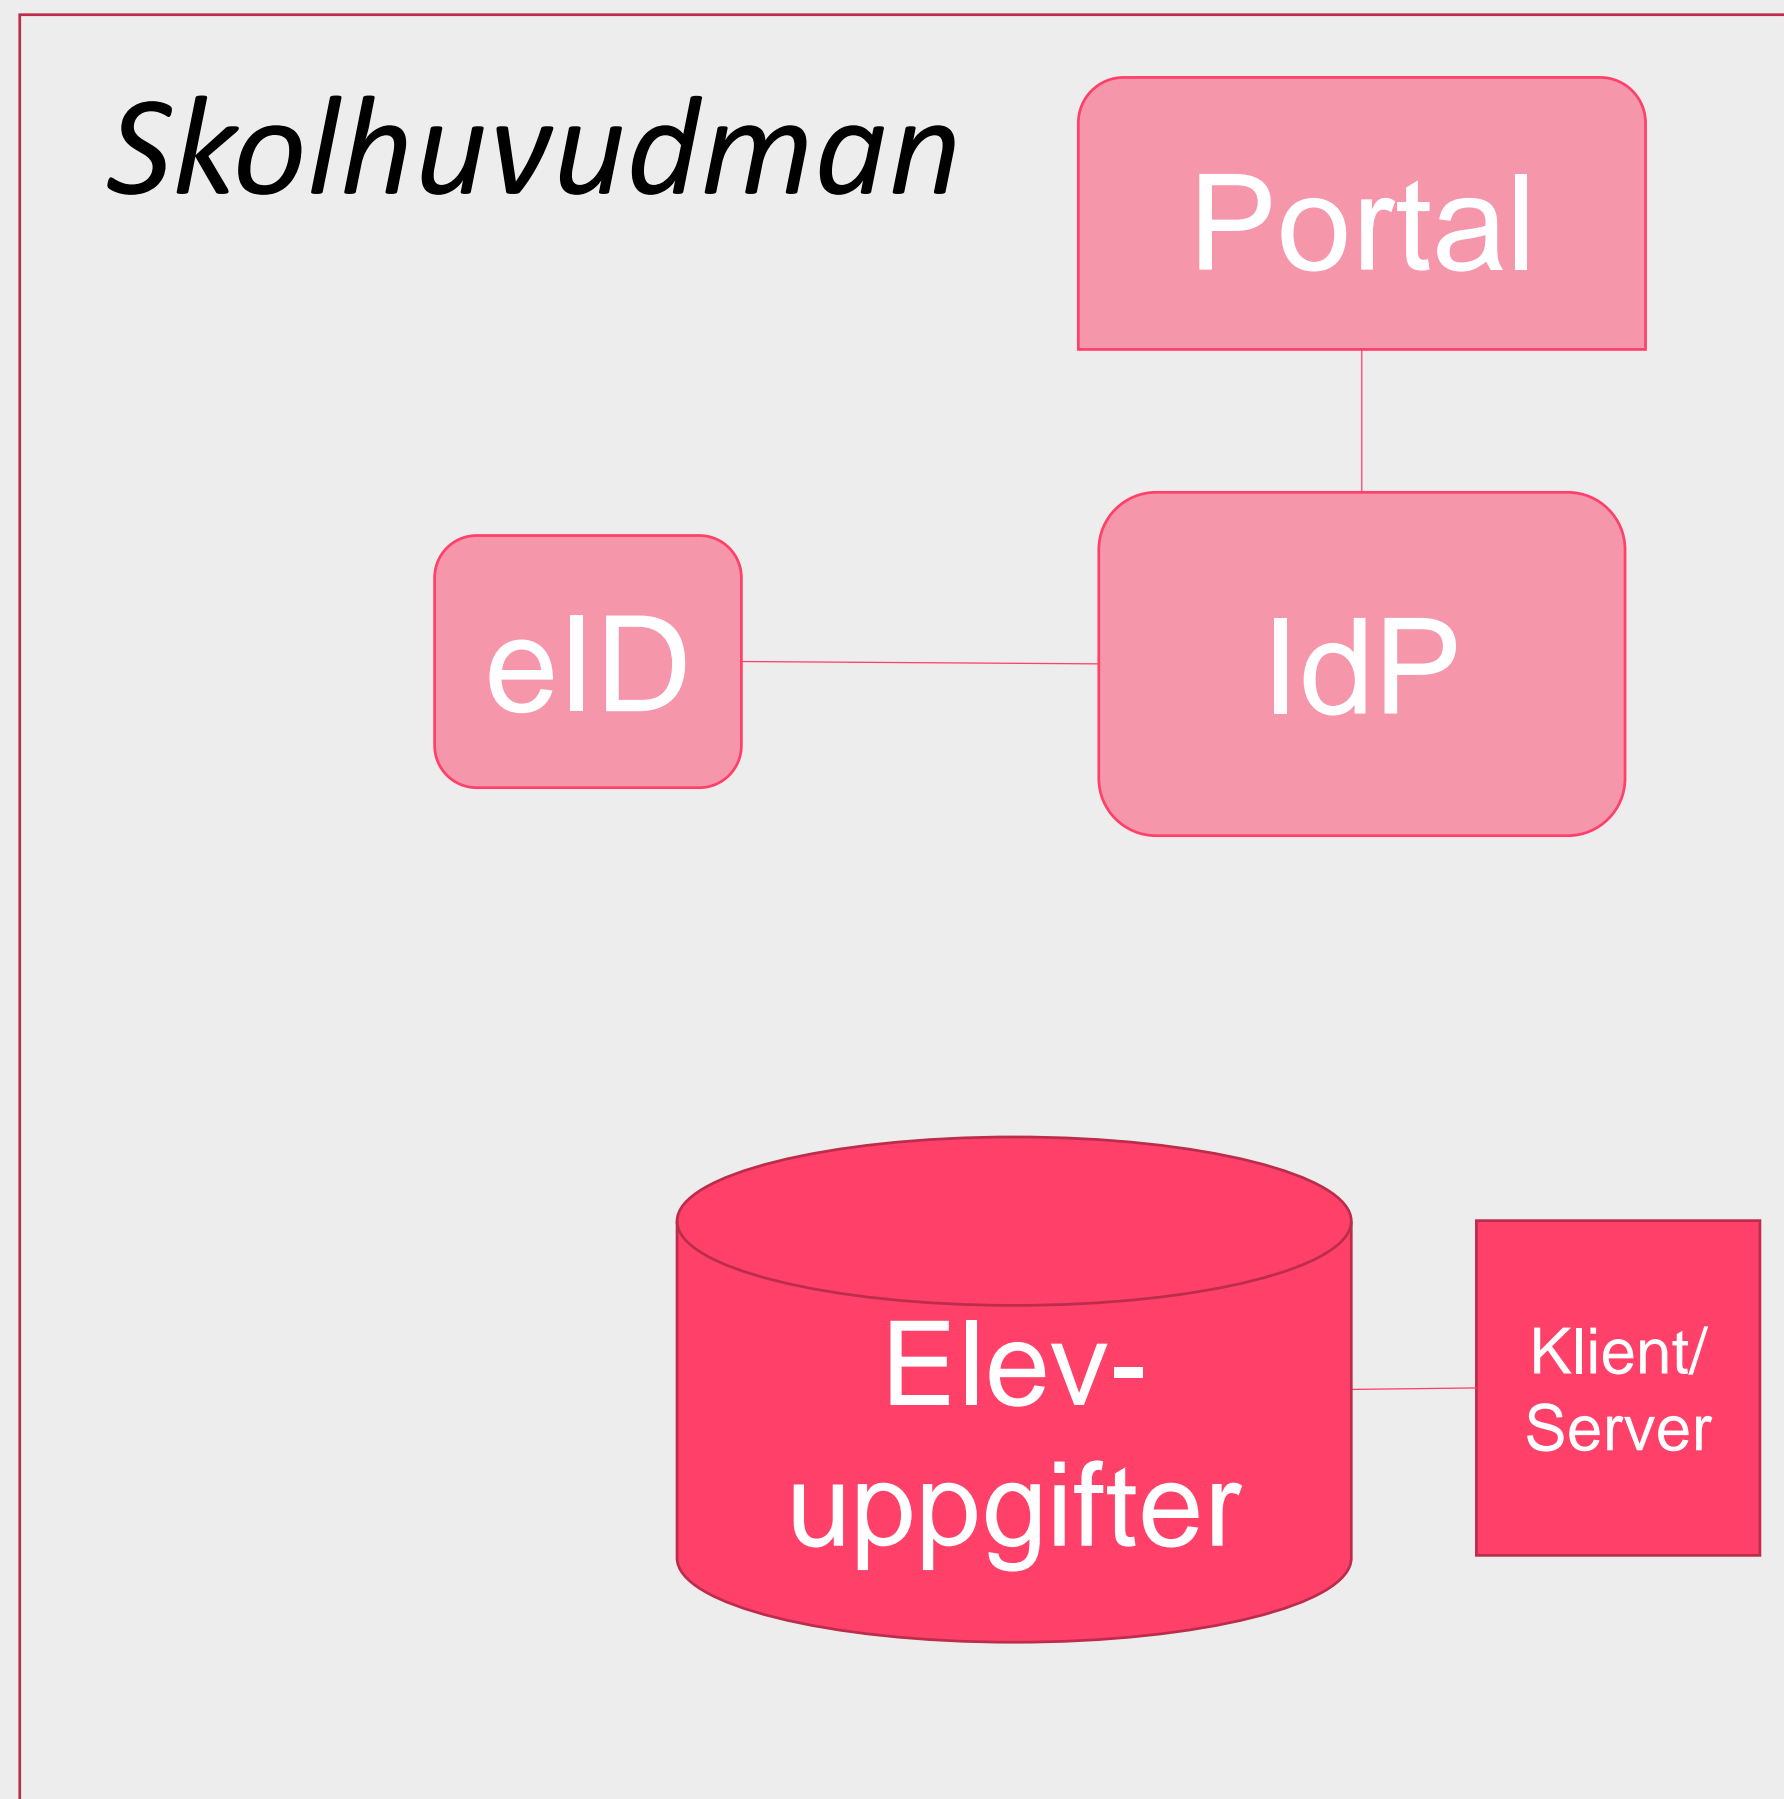 Skolhuvudman
Portal
eID
IdP
Elev-
uppgifter
Klient/
Server